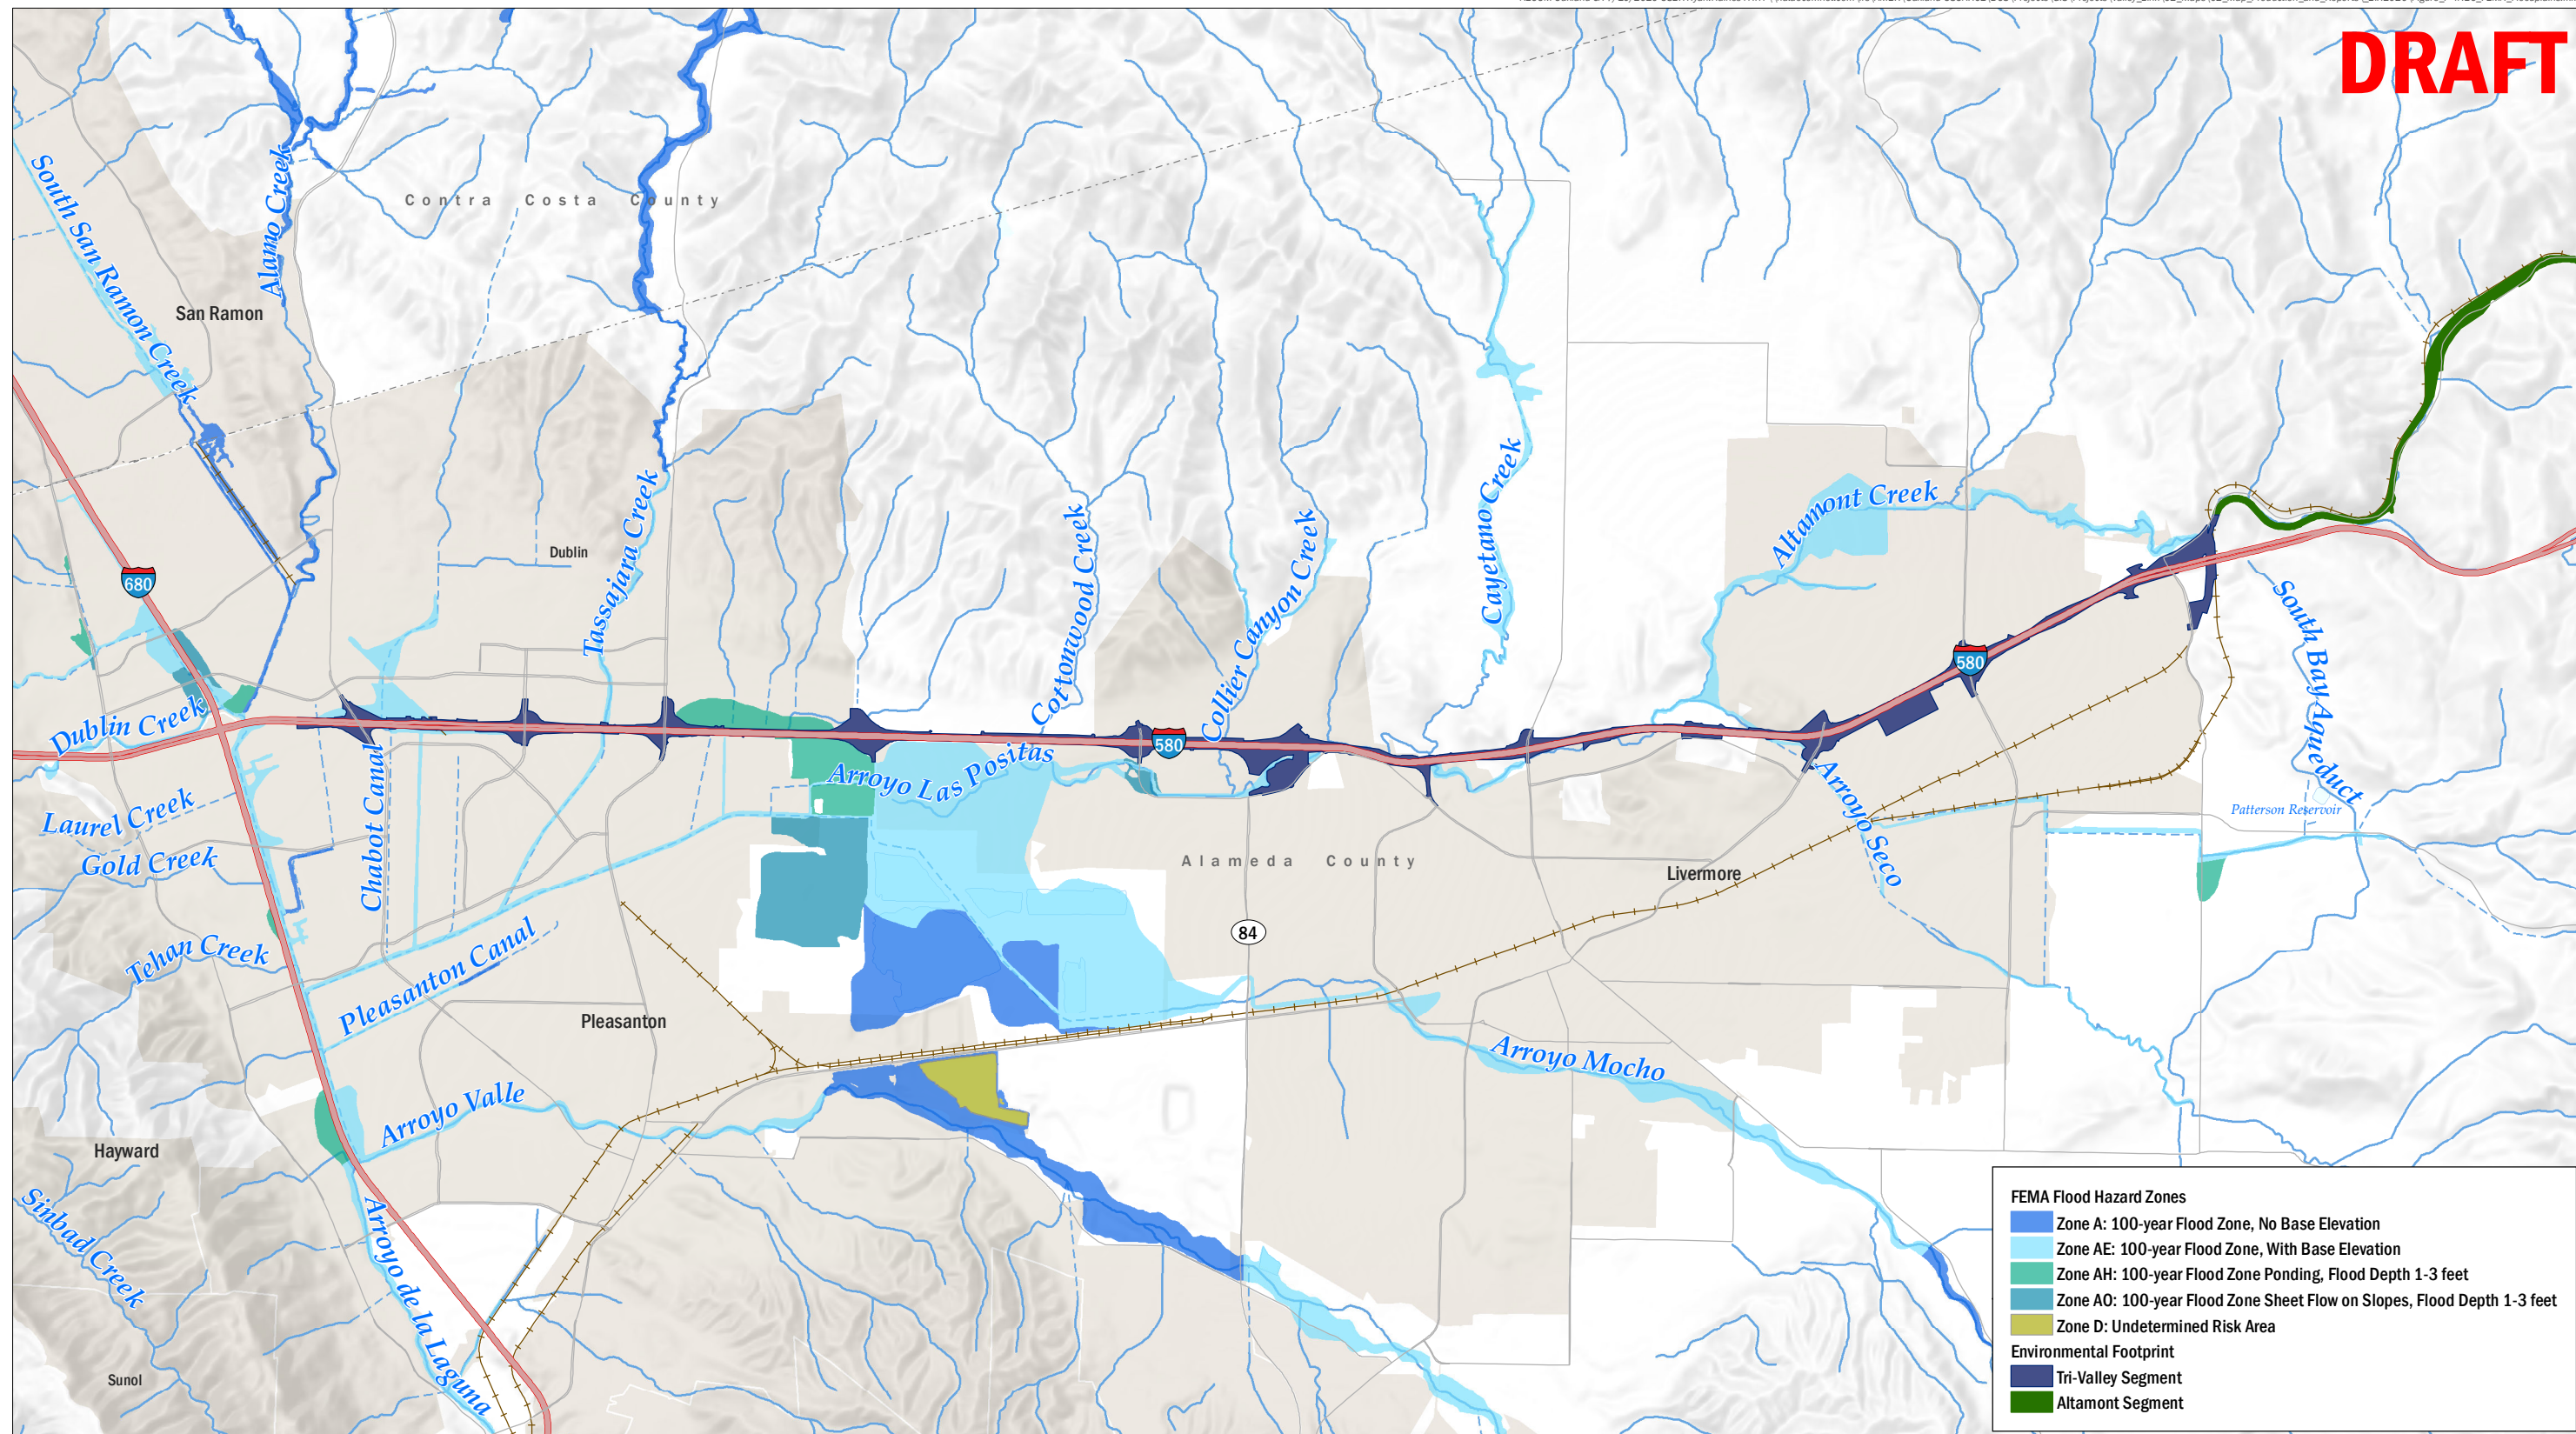 DRAFT
South San Ramon Creek
Alamo Creek
Contra Costa County
San Ramon
Dublin
Tassajara Creek
Cottonwood Creek
Collier Canyon Creek
Cayetano Creek
Altamont Creek
680
580
580
South Bay Aqueduct
Dublin Creek
Chabot Canal
Arroyo Las Positas
Arroyo Seco
Patterson Reservoir
Laurel Creek
Gold Creek
Alameda County
Livermore
84
Tehan Creek
Pleasanton Canal
Pleasanton
Arroyo Mocho
Arroyo Valle
Hayward
Sinbad Creek
Arroyo de la Laguna
Sunol
FEMA Flood Hazard Zones
Zone A: 100-year Flood Zone, No Base Elevation
Zone AE: 100-year Flood Zone, With Base Elevation
Zone AH: 100-year Flood Zone Ponding, Flood Depth 1-3 feet
Zone AO: 100-year Flood Zone Sheet Flow on Slopes, Flood Depth 1-3 feet
Zone D: Undetermined Risk Area
Environmental Footprint
Tri-Valley Segment
Altamont Segment